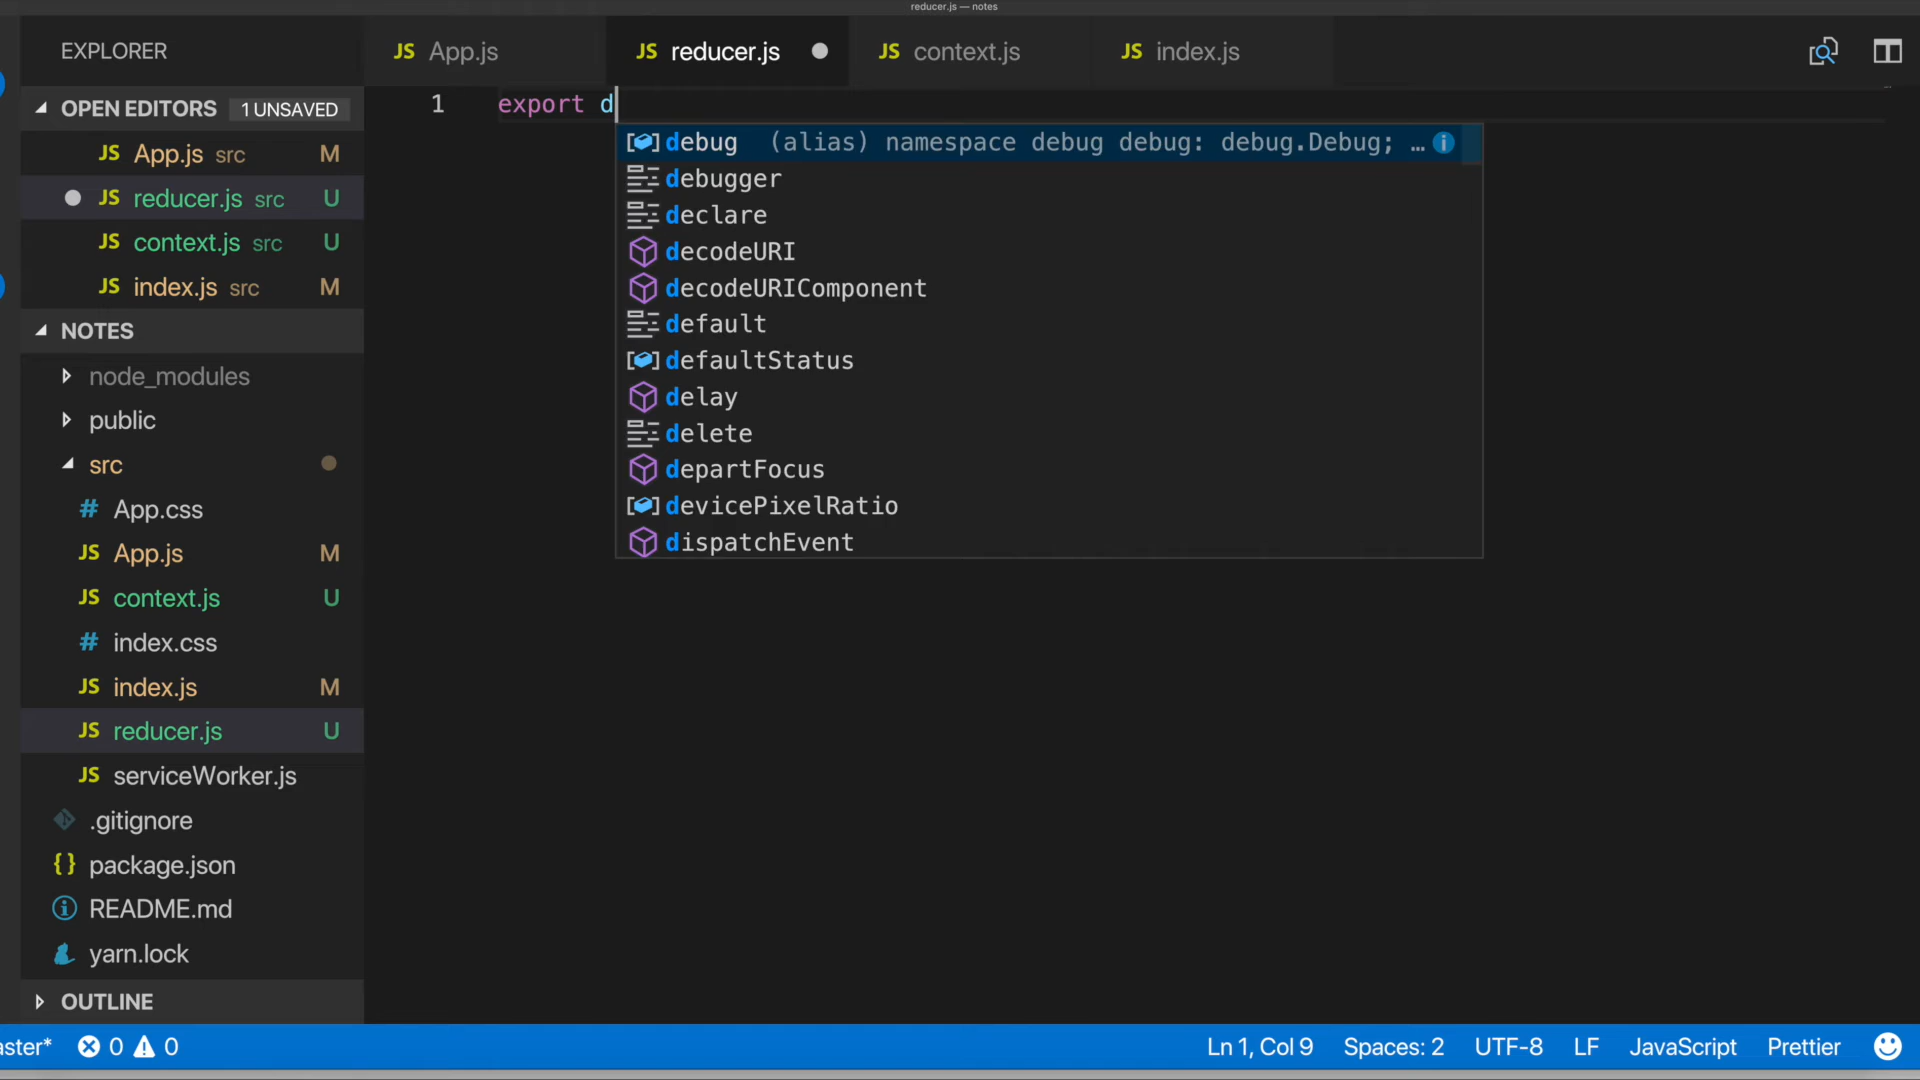 reducer.js — notes
EXPLORER
JS App.js
JS reducer.js
JS context.js
JS index.js
OPEN EDITORS 1 UNSAVED
JS App.js src M
JS reducer.js src U
JS context.js src U
JS index.js src M
NOTES
node_modules
public
src
# App.css
JS App.js M
JS context.js U
# index.css
JS index.js M
JS reducer.js U
JS serviceWorker.js
.gitignore
{} package.json
README.md
yarn.lock
OUTLINE
1 export d
debug (alias) namespace debug debug: debug.Debug; …
debugger
declare
decodeURI
decodeURIComponent
default
defaultStatus
delay
delete
departFocus
devicePixelRatio
dispatchEvent
aster* 0 0 Ln 1, Col 9 Spaces: 2 UTF-8 LF JavaScript Prettier